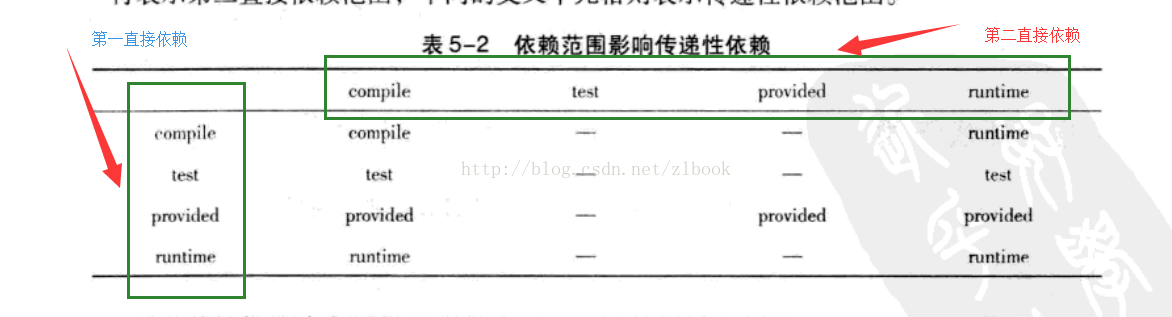 第一直接依赖
表 5-2 依赖范围影响传递性依赖
第二直接依赖
compile test provided runtime
compile compile — — runtime
test test — — test
provided provided — provided provided
runtime runtime — — runtime
http://blog.csdn.net/zlbook